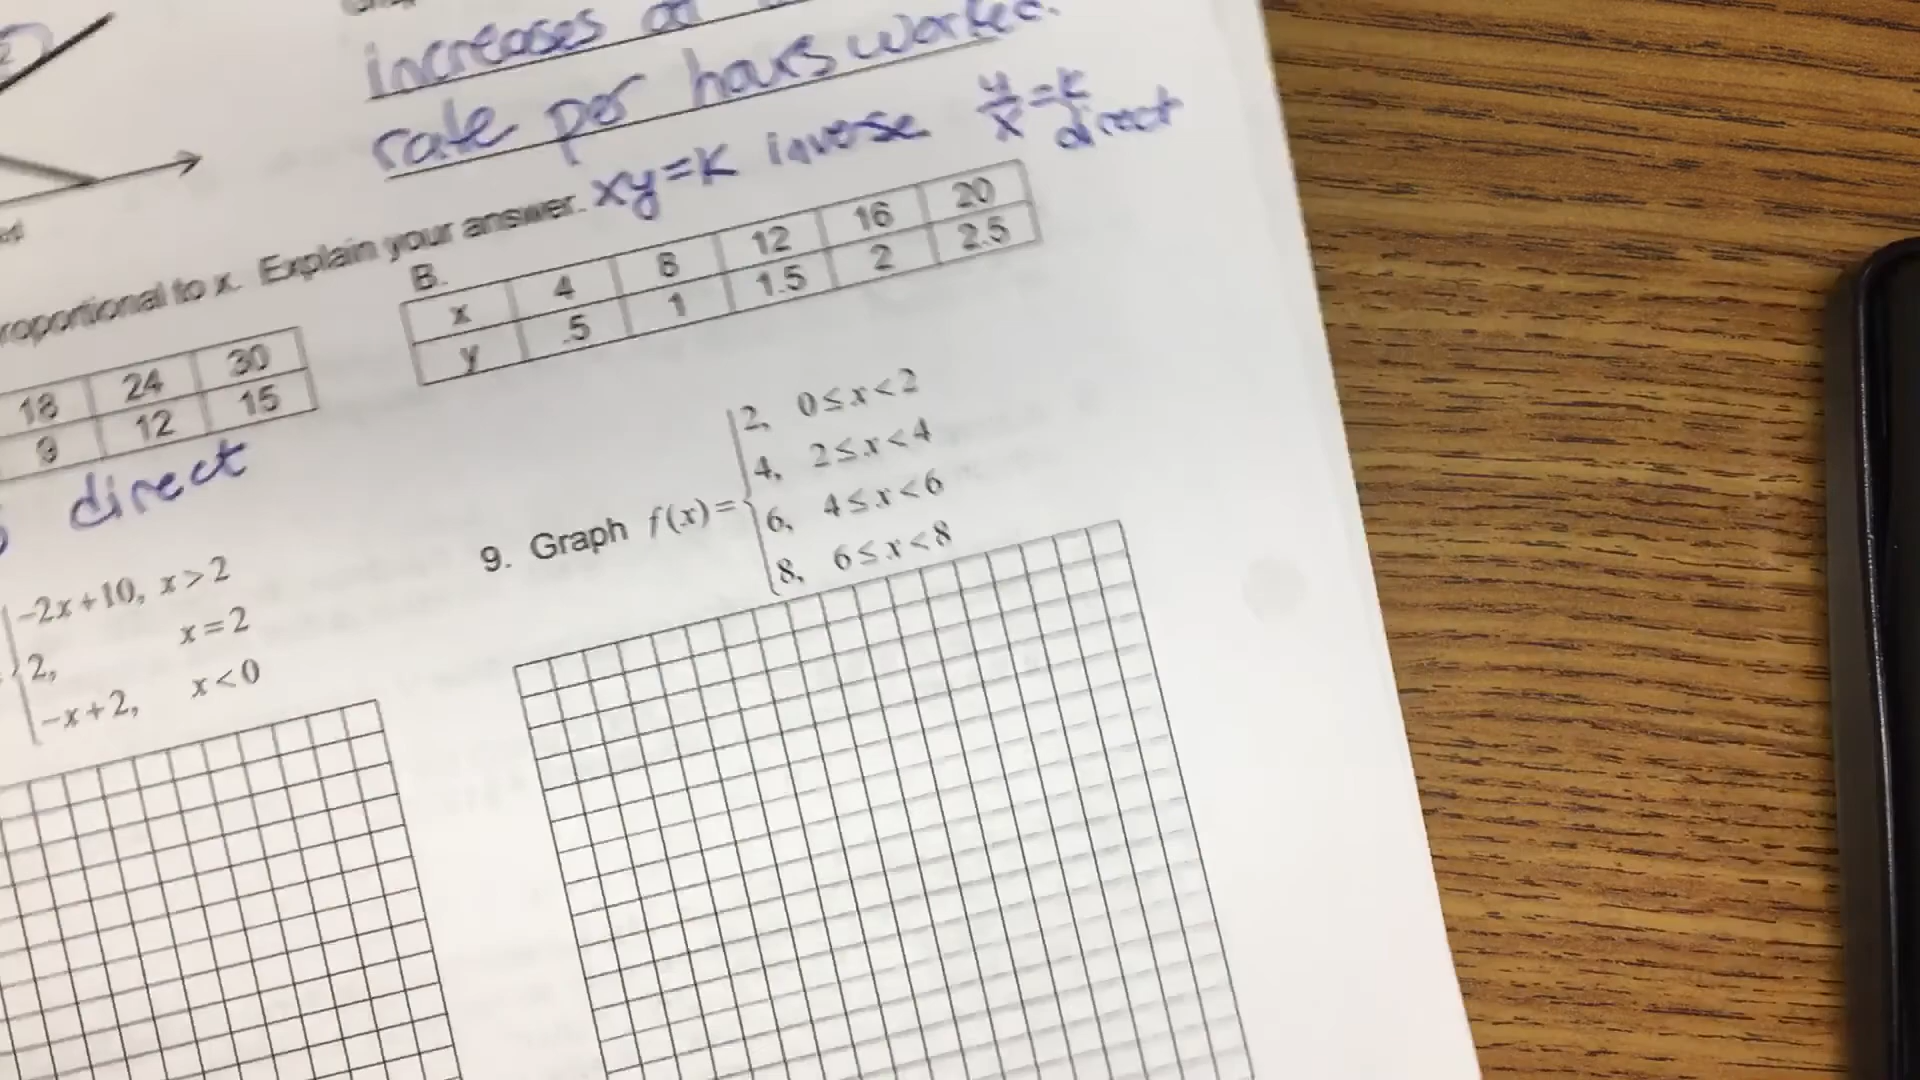 increases
rate per hours worked.
xy=k inverse y/x=k direct
proportional to x. Explain your answer.
B.
x 4 8 12 16 20
y .5 1 1.5 2 2.5
18 24 30
9 12 15
direct
-2x+10, x>2
2, x=2
-x+2, x<0
9. Graph f(x)=
2, 0≤x<2
4, 2≤x<4
6, 4≤x<6
8, 6≤x<8